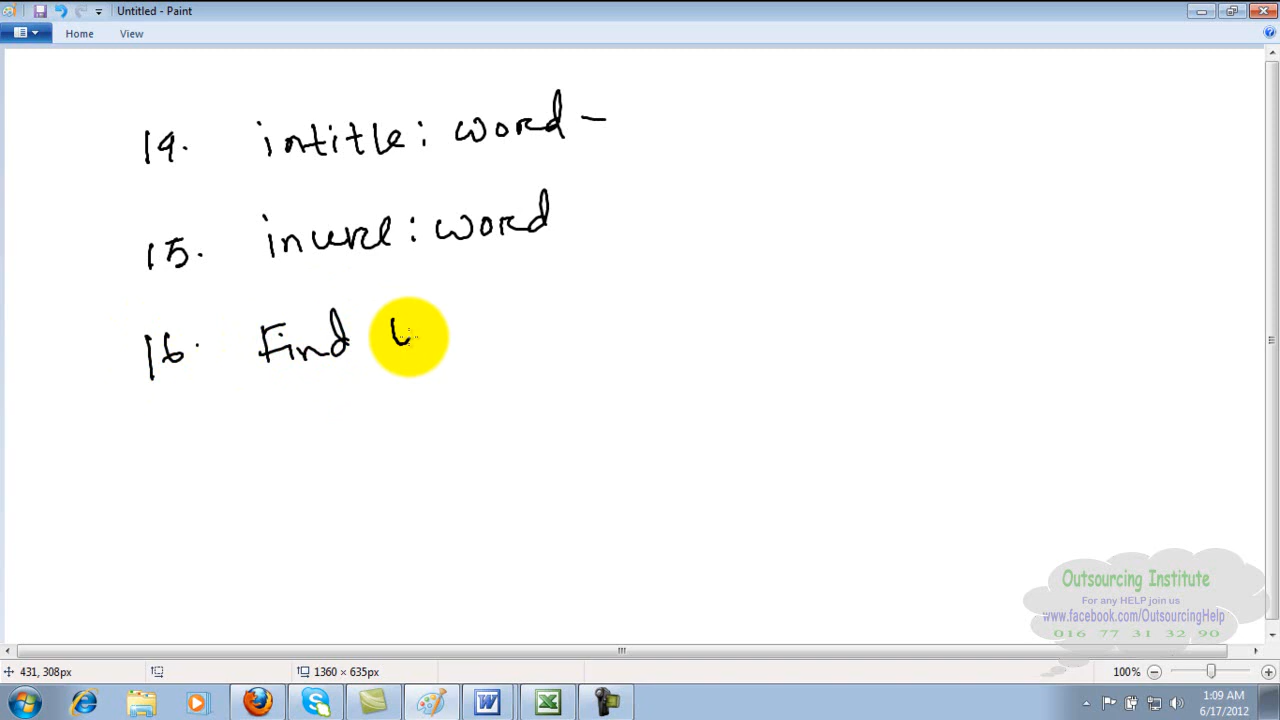 Untitled - Paint
Home View
14. intitle: word -
15. inurl: word
16. Find
Outsourcing Institute
For any HELP join us
www.facebook.com/OutsourcingHelp
016 77 31 32 90
431, 308px 1360 × 635px 100%
1:09 AM
6/17/2012